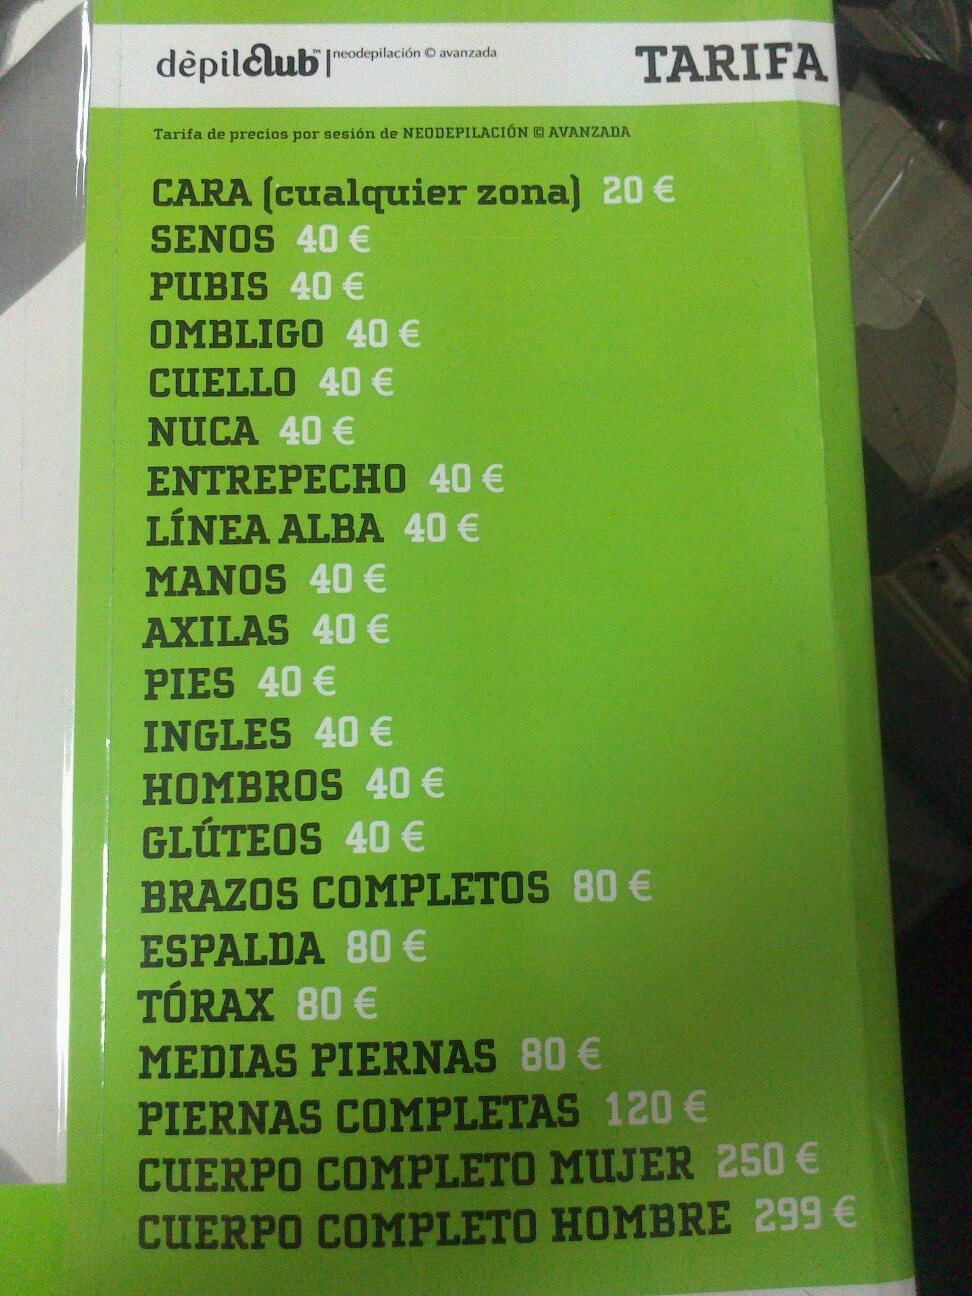 dèpilclub™ neodepilación © avanzada TARIFA
Tarifa de precios por sesión de NEODEPILACIÓN © AVANZADA
CARA (cualquier zona) 20 €
SENOS 40 €
PUBIS 40 €
OMBLIGO 40 €
CUELLO 40 €
NUCA 40 €
ENTREPECHO 40 €
LÍNEA ALBA 40 €
MANOS 40 €
AXILAS 40 €
PIES 40 €
INGLES 40 €
HOMBROS 40 €
GLÚTEOS 40 €
BRAZOS COMPLETOS 80 €
ESPALDA 80 €
TÓRAX 80 €
MEDIAS PIERNAS 80 €
PIERNAS COMPLETAS 120 €
CUERPO COMPLETO MUJER 250 €
CUERPO COMPLETO HOMBRE 299 €